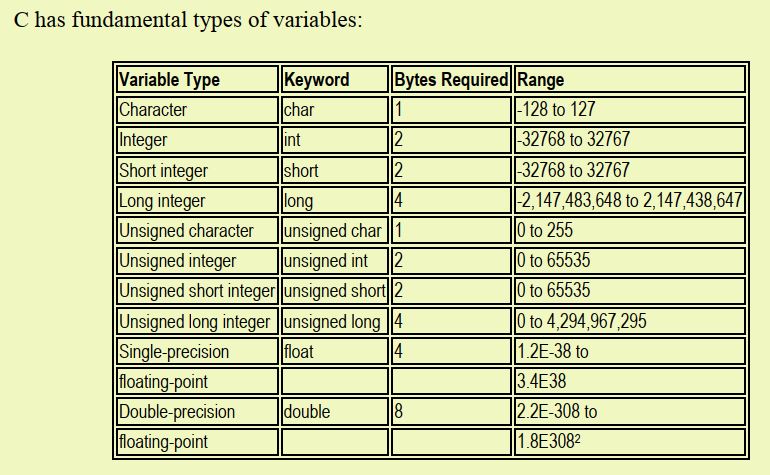 C has fundamental types of variables:
Variable Type Keyword Bytes Required Range
Character char 1 -128 to 127
Integer int 2 -32768 to 32767
Short integer short 2 -32768 to 32767
Long integer long 4 -2,147,483,648 to 2,147,438,647
Unsigned character unsigned char 1 0 to 255
Unsigned integer unsigned int 2 0 to 65535
Unsigned short integer unsigned short 2 0 to 65535
Unsigned long integer unsigned long 4 0 to 4,294,967,295
Single-precision float 4 1.2E-38 to
floating-point 3.4E38
Double-precision double 8 2.2E-308 to
floating-point 1.8E308²